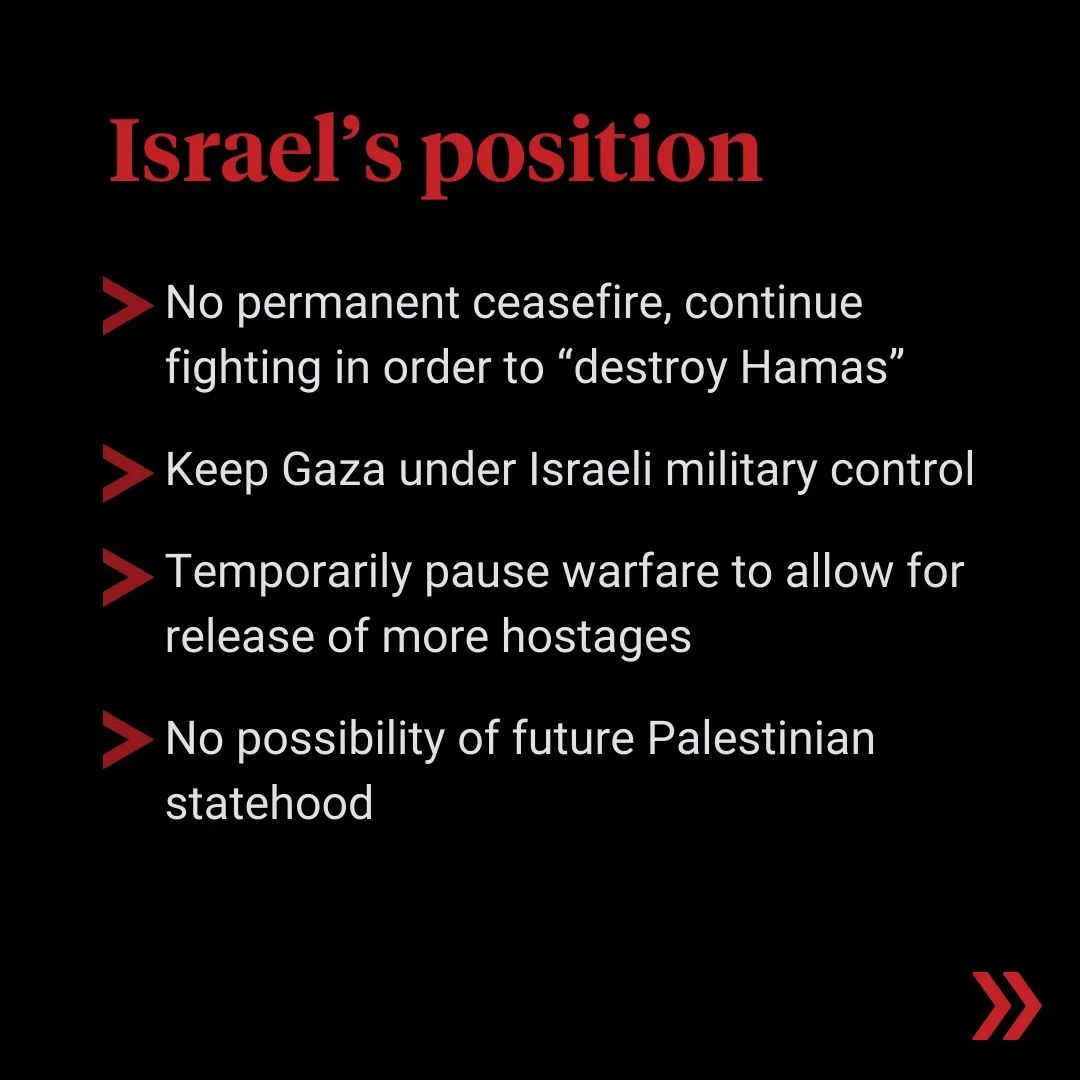 Israel’s position
No permanent ceasefire, continue
fighting in order to “destroy Hamas”
Keep Gaza under Israeli military control
Temporarily pause warfare to allow for
release of more hostages
No possibility of future Palestinian
statehood